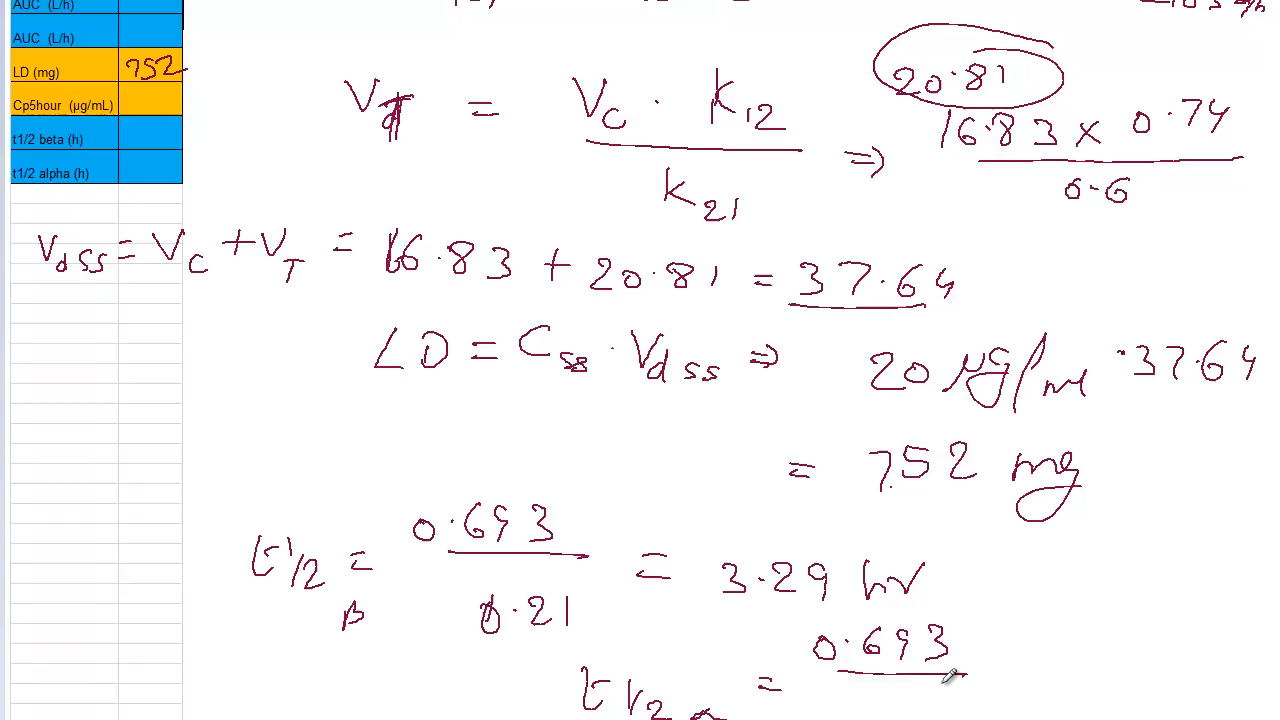 AUC (L/h)
AUC (L/h)
LD (mg) 752
Cp5hour (µg/mL)
t1/2 beta (h)
t1/2 alpha (h)
20.81
VT = VC . K12 / K21 => 16.83 x 0.74 / 0.6
Vdss = VC + VT = 16.83 + 20.81 = 37.64
LD = Css . Vdss => 20 µg/ml .37.64
= 752 mg
t1/2 β = 0.693 / 0.21 = 3.29 hr
t1/2 α = 0.693